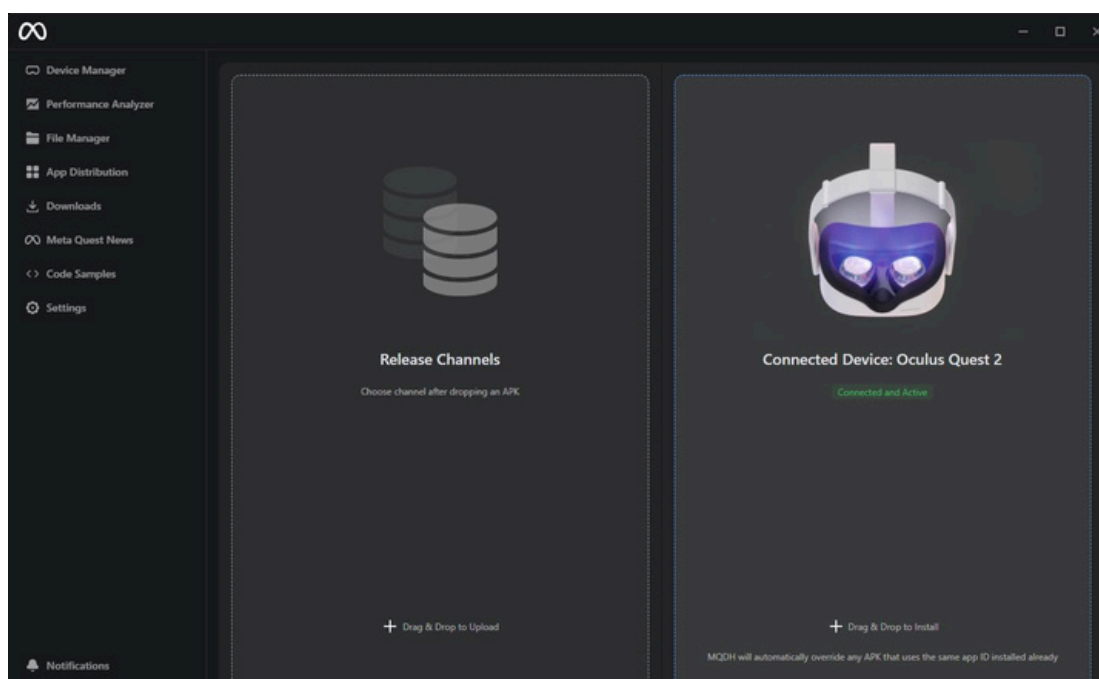 Device Manager
Performance Analyzer
File Manager
App Distribution
Downloads
Meta Quest News
Code Samples
Settings
Notifications
Release Channels
Choose channel after dropping an APK
Drag & Drop to Upload
Connected Device: Oculus Quest 2
Connected and Active
Drag & Drop to Install
MQDH will automatically override any APK that uses the same app ID installed already